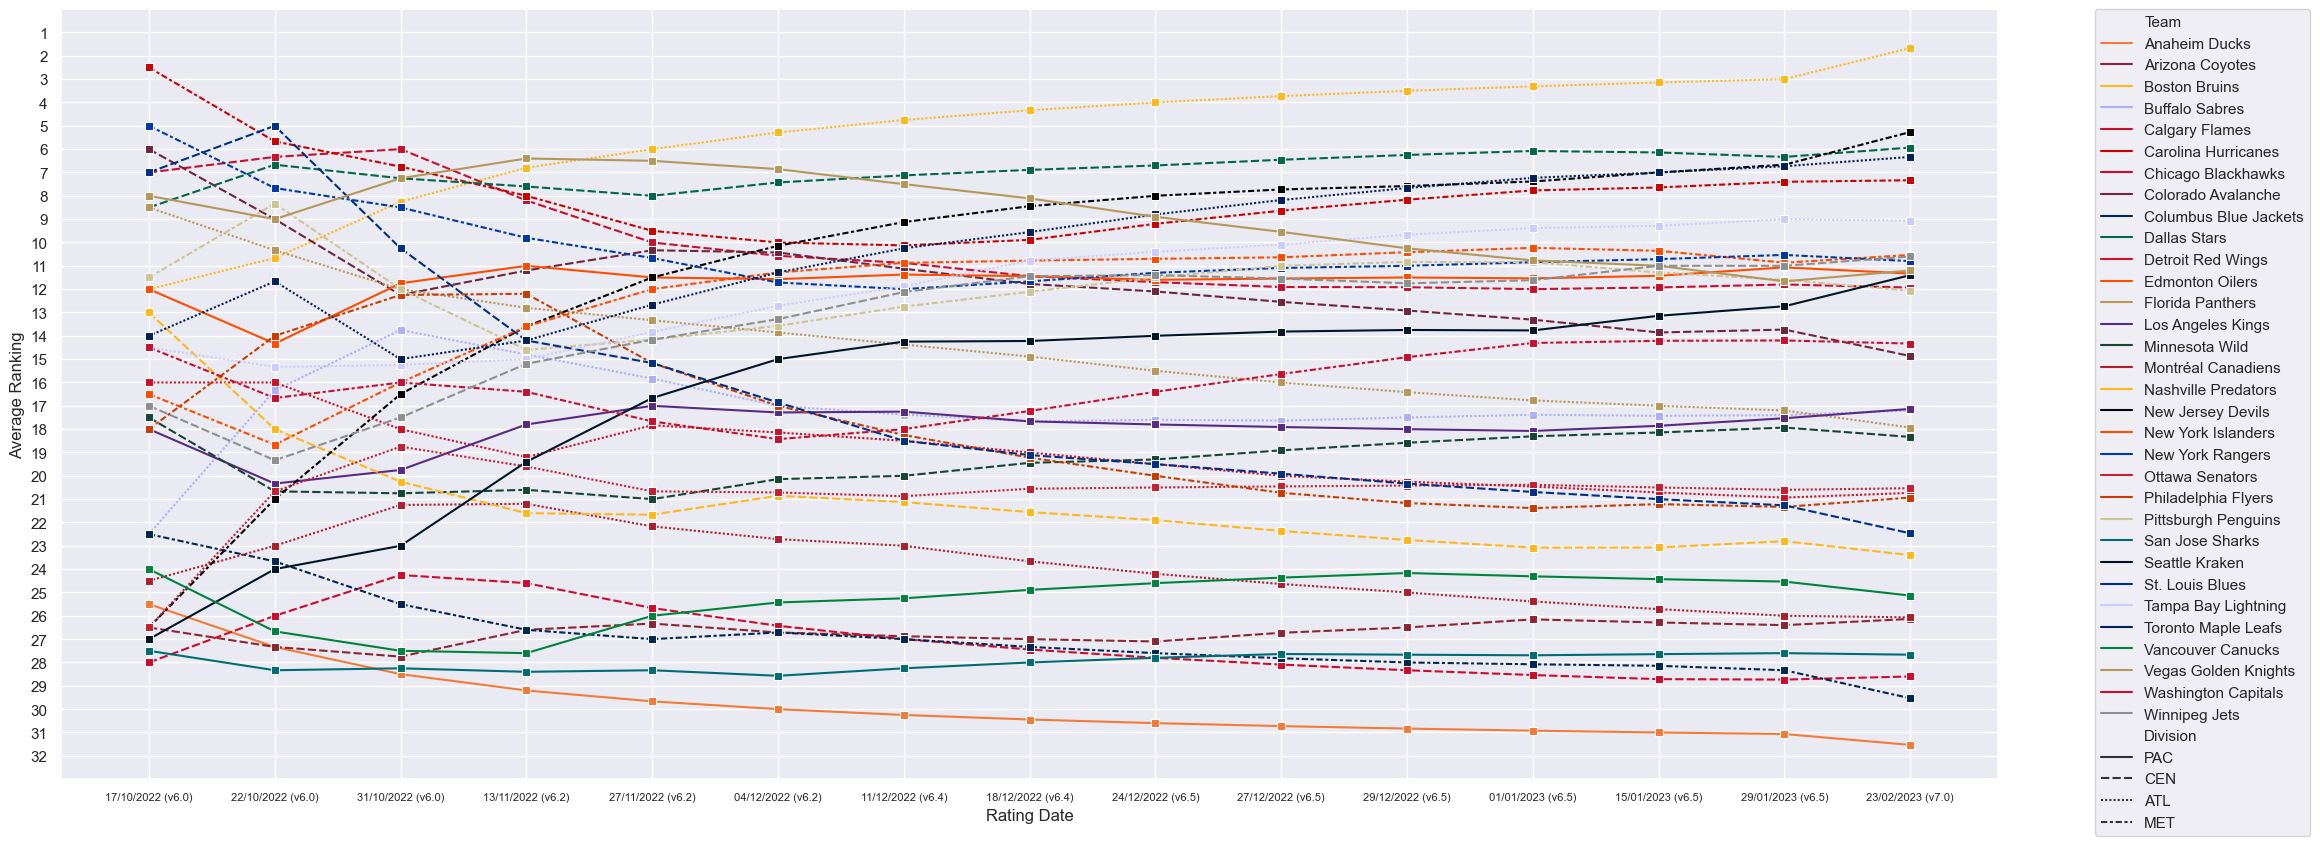 1
2
3
4
5
6
7
8
9
10
11
12
13
14
15
16
17
18
19
20
21
22
23
24
25
26
27
28
29
30
31
32
Average Ranking
17/10/2022 (v6.0) 22/10/2022 (v6.0) 31/10/2022 (v6.0) 13/11/2022 (v6.2) 27/11/2022 (v6.2) 04/12/2022 (v6.2) 11/12/2022 (v6.4) 18/12/2022 (v6.4) 24/12/2022 (v6.5) 27/12/2022 (v6.5) 29/12/2022 (v6.5) 01/01/2023 (v6.5) 15/01/2023 (v6.5) 29/01/2023 (v6.5) 23/02/2023 (v7.0)
Rating Date
Team
Anaheim Ducks
Arizona Coyotes
Boston Bruins
Buffalo Sabres
Calgary Flames
Carolina Hurricanes
Chicago Blackhawks
Colorado Avalanche
Columbus Blue Jackets
Dallas Stars
Detroit Red Wings
Edmonton Oilers
Florida Panthers
Los Angeles Kings
Minnesota Wild
Montréal Canadiens
Nashville Predators
New Jersey Devils
New York Islanders
New York Rangers
Ottawa Senators
Philadelphia Flyers
Pittsburgh Penguins
San Jose Sharks
Seattle Kraken
St. Louis Blues
Tampa Bay Lightning
Toronto Maple Leafs
Vancouver Canucks
Vegas Golden Knights
Washington Capitals
Winnipeg Jets
Division
PAC
CEN
ATL
MET